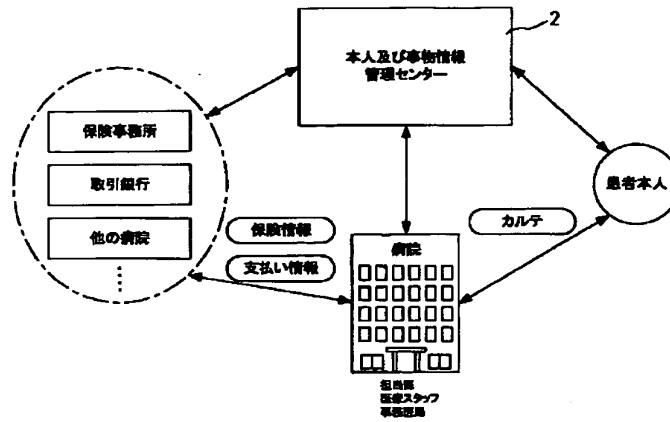 2
本人及び事物情報
管理センター
保険事務所
取引銀行
他の病院
保険情報
支払い情報
カルテ
患者本人
病院
担当医
医療スタッフ
事務医局